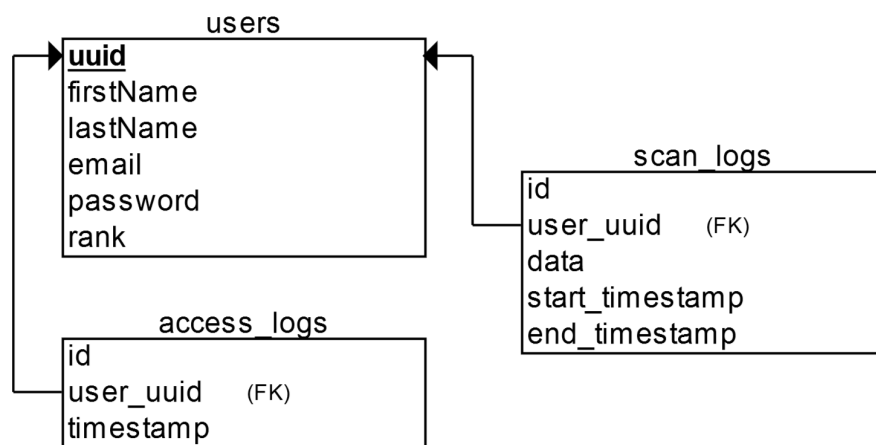 users
uuid
firstName
lastName
email
password
rank
scan_logs
id
user_uuid (FK)
data
start_timestamp
end_timestamp
access_logs
id
user_uuid (FK)
timestamp